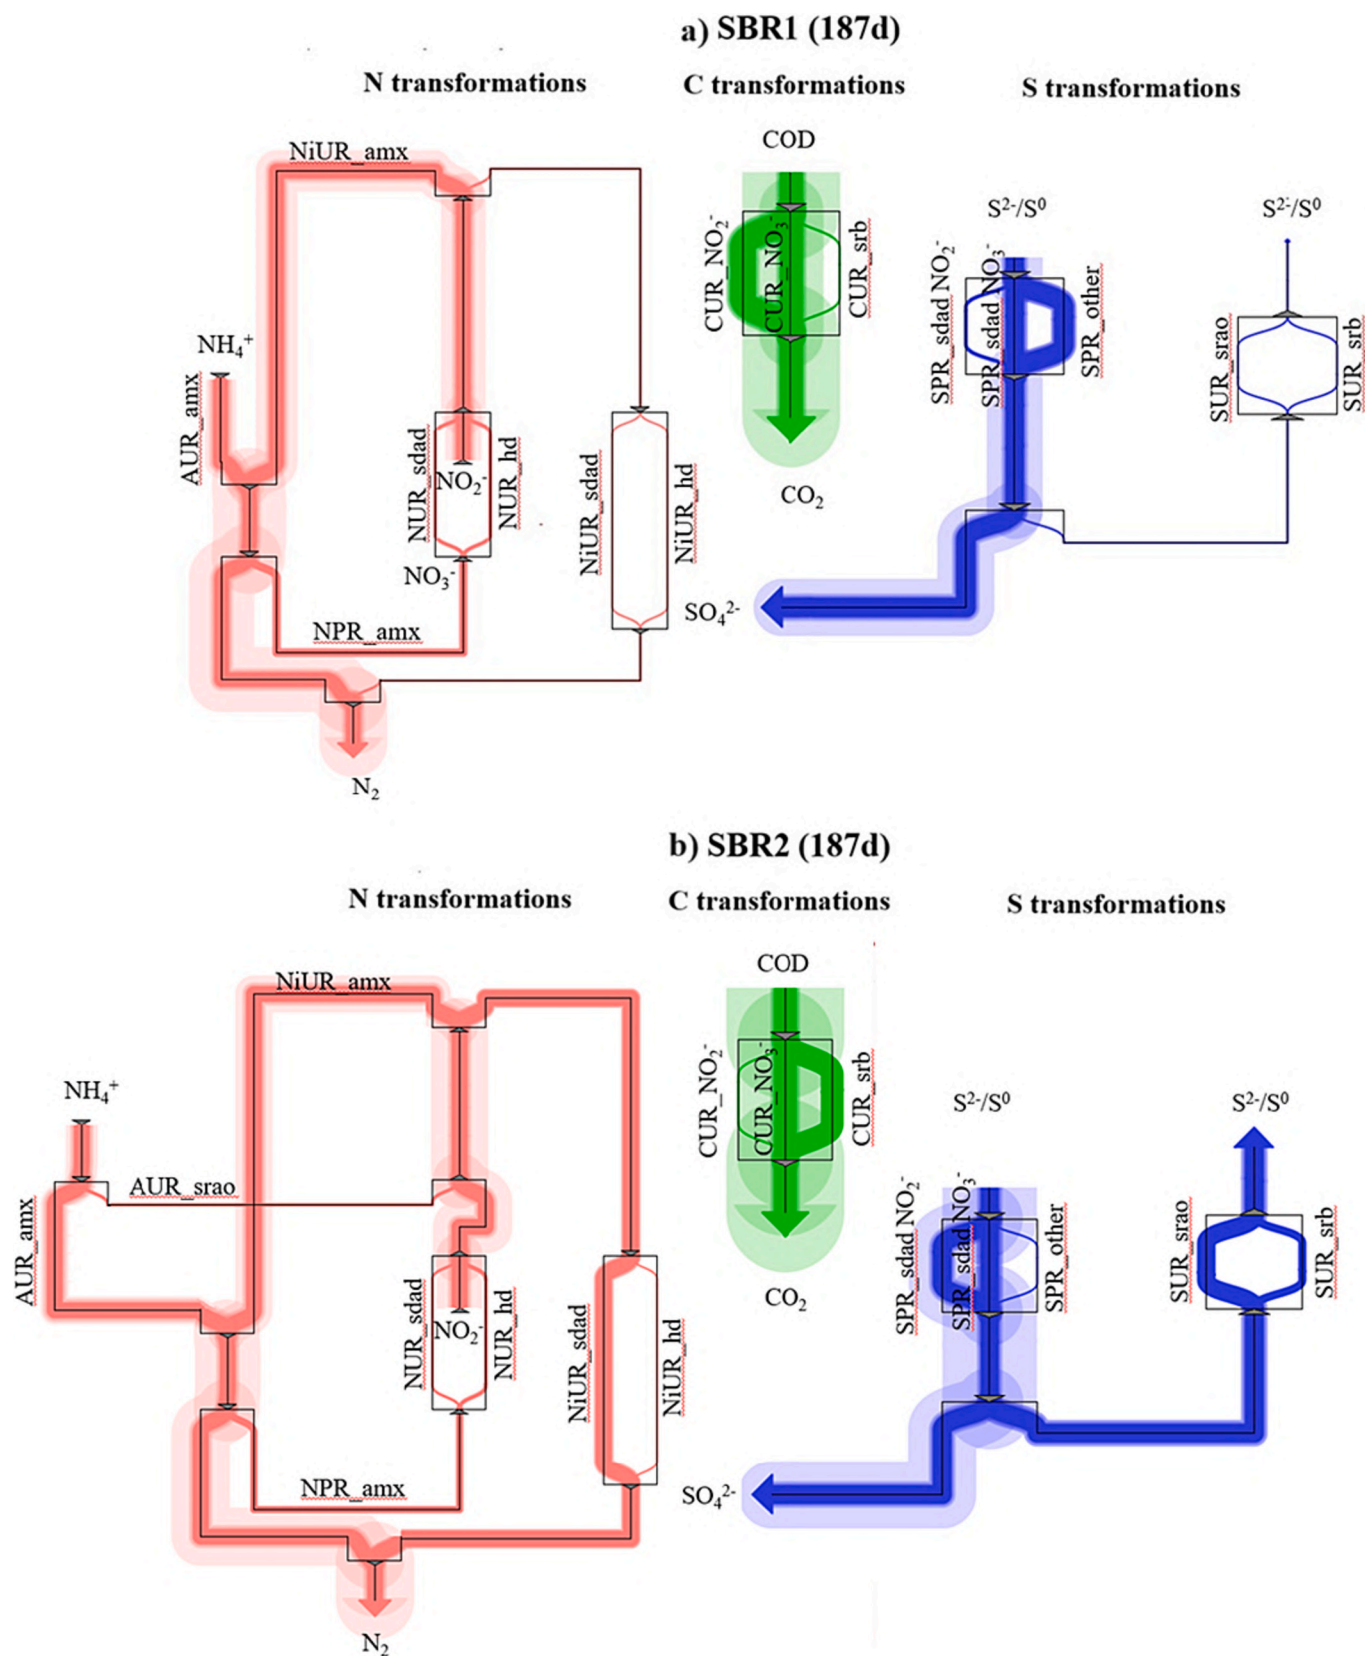 a) SBR1 (187d)
N transformations
C transformations
S transformations
COD
NiUR_amx
S²⁻/S⁰
S²⁻/S⁰
CUR_NO₂⁻
CUR_NO₃⁻
CUR_srb
SPR_sdad NO₂⁻
SPR_sdad NO₃⁻
SPR_other
SUR_srao
SUR_srb
NH₄⁺
AUR_amx
NUR_sdad
NO₂⁻
NUR_hd
NiUR_sdad
NiUR_hd
CO₂
NO₃⁻
NPR_amx
SO₄²⁻
N₂
b) SBR2 (187d)
N transformations
C transformations
S transformations
COD
NiUR_amx
NH₄⁺
CUR_NO₂⁻
CUR_NO₃⁻
CUR_srb
S²⁻/S⁰
S²⁻/S⁰
AUR_srao
AUR_amx
SPR_sdad NO₂⁻
SPR_sdad NO₃⁻
SPR_other
SUR_srao
SUR_srb
NUR_sdad
NO₂⁻
NUR_hd
NiUR_sdad
NiUR_hd
CO₂
NPR_amx
SO₄²⁻
N₂